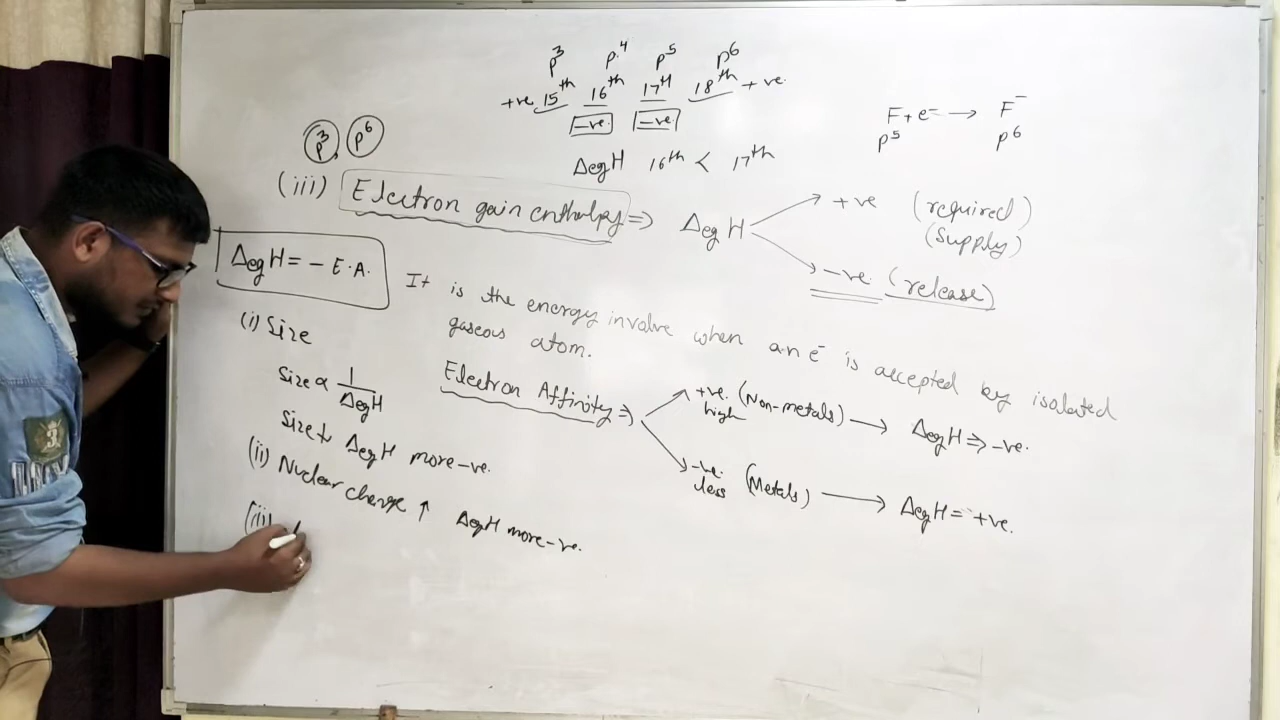 p³ p⁴ p⁵ p⁶
+ve 15th 16th 17th 18th +ve.
-ve -ve.
ΔegH 16th < 17th
F + e⁻ → F⁻
p⁵ p⁶
p³, p⁶
(iii) Electron gain enthalpy ⇒ ΔegH
+ve (required)
(supply)
-ve. (release)
ΔegH = - E.A.
It is the energy involve when an e⁻ is accepted by isolated
gaseous atom.
(i) Size
Size ∝ 1/ΔegH
Size ↓ ΔegH more -ve.
Electron Affinity ⇒
+ve. (Non-metals) → ΔegH ⇒ -ve.
high
-ve. (Metals) → ΔegH = +ve.
less
(ii) Nuclear charge ↑ ΔegH more -ve.
(iii)
3